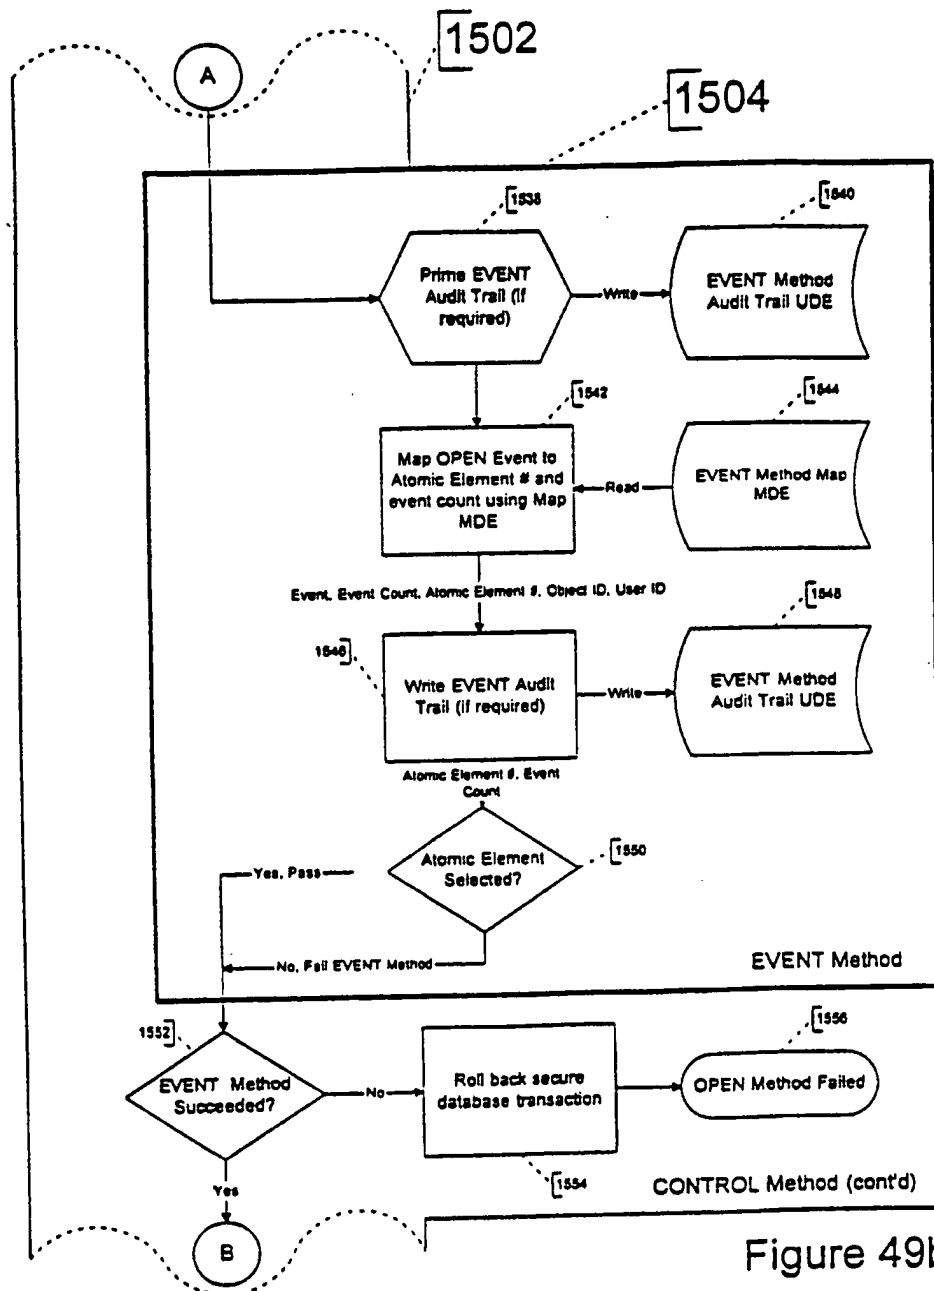 1502
A
1504
1538
1540
Prime EVENT
Audit Trail (if
required)
Write
EVENT Method
Audit Trail UDE
1542
1544
Map OPEN Event to
Atomic Element # and
event count using Map
MDE
Read
EVENT Method Map
MDE
Event, Event Count, Atomic Element #, Object ID, User ID
1546
1548
Write EVENT Audit
Trail (if required)
Write
EVENT Method
Audit Trail UDE
Atomic Element #, Event
Count
Atomic Element
Selected?
1550
Yes, Pass
No, Fail EVENT Method
EVENT Method
1552
1556
EVENT Method
Succeeded?
No
Roll back secure
database transaction
OPEN Method Failed
1554
Yes
CONTROL Method (cont'd)
B
Figure 49b